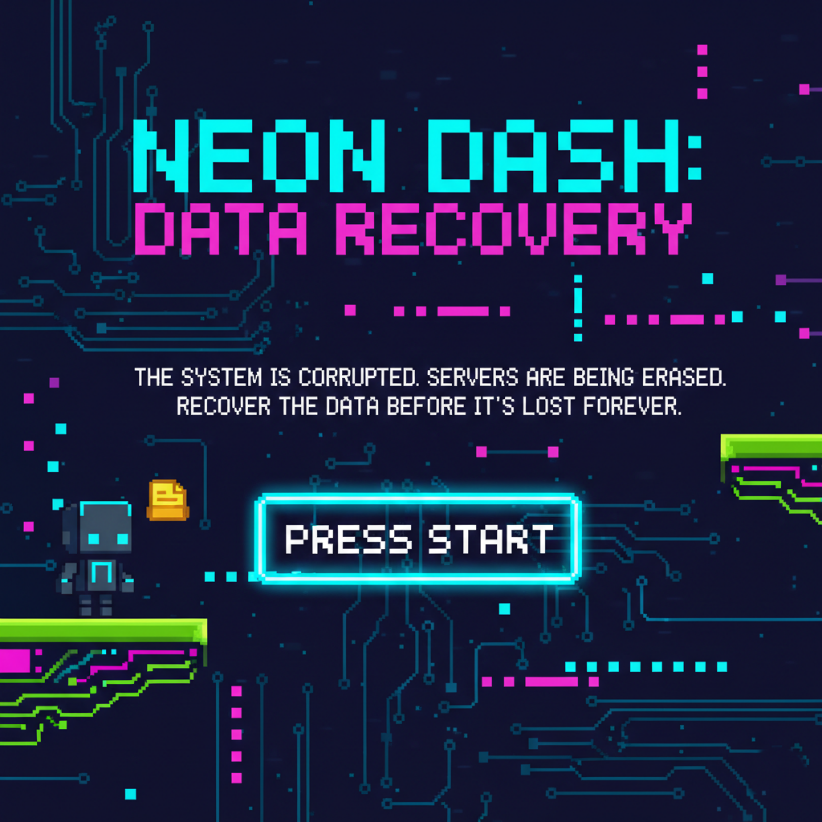 NEON DASH:
DATA RECOVERY
THE SYSTEM IS CORRUPTED. SERVERS ARE BEING ERASED.
RECOVER THE DATA BEFORE IT'S LOST FOREVER.
PRESS START